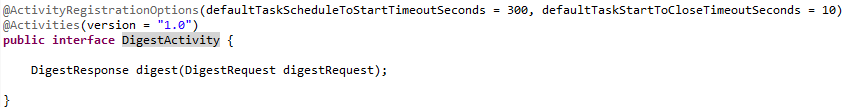 @ActivityRegistrationOptions(defaultTaskScheduleToStartTimeoutSeconds = 300, defaultTaskStartToCloseTimeoutSeconds = 10)
@Activities(version = "1.0")
public interface DigestActivity {
DigestResponse digest(DigestRequest digestRequest);
}